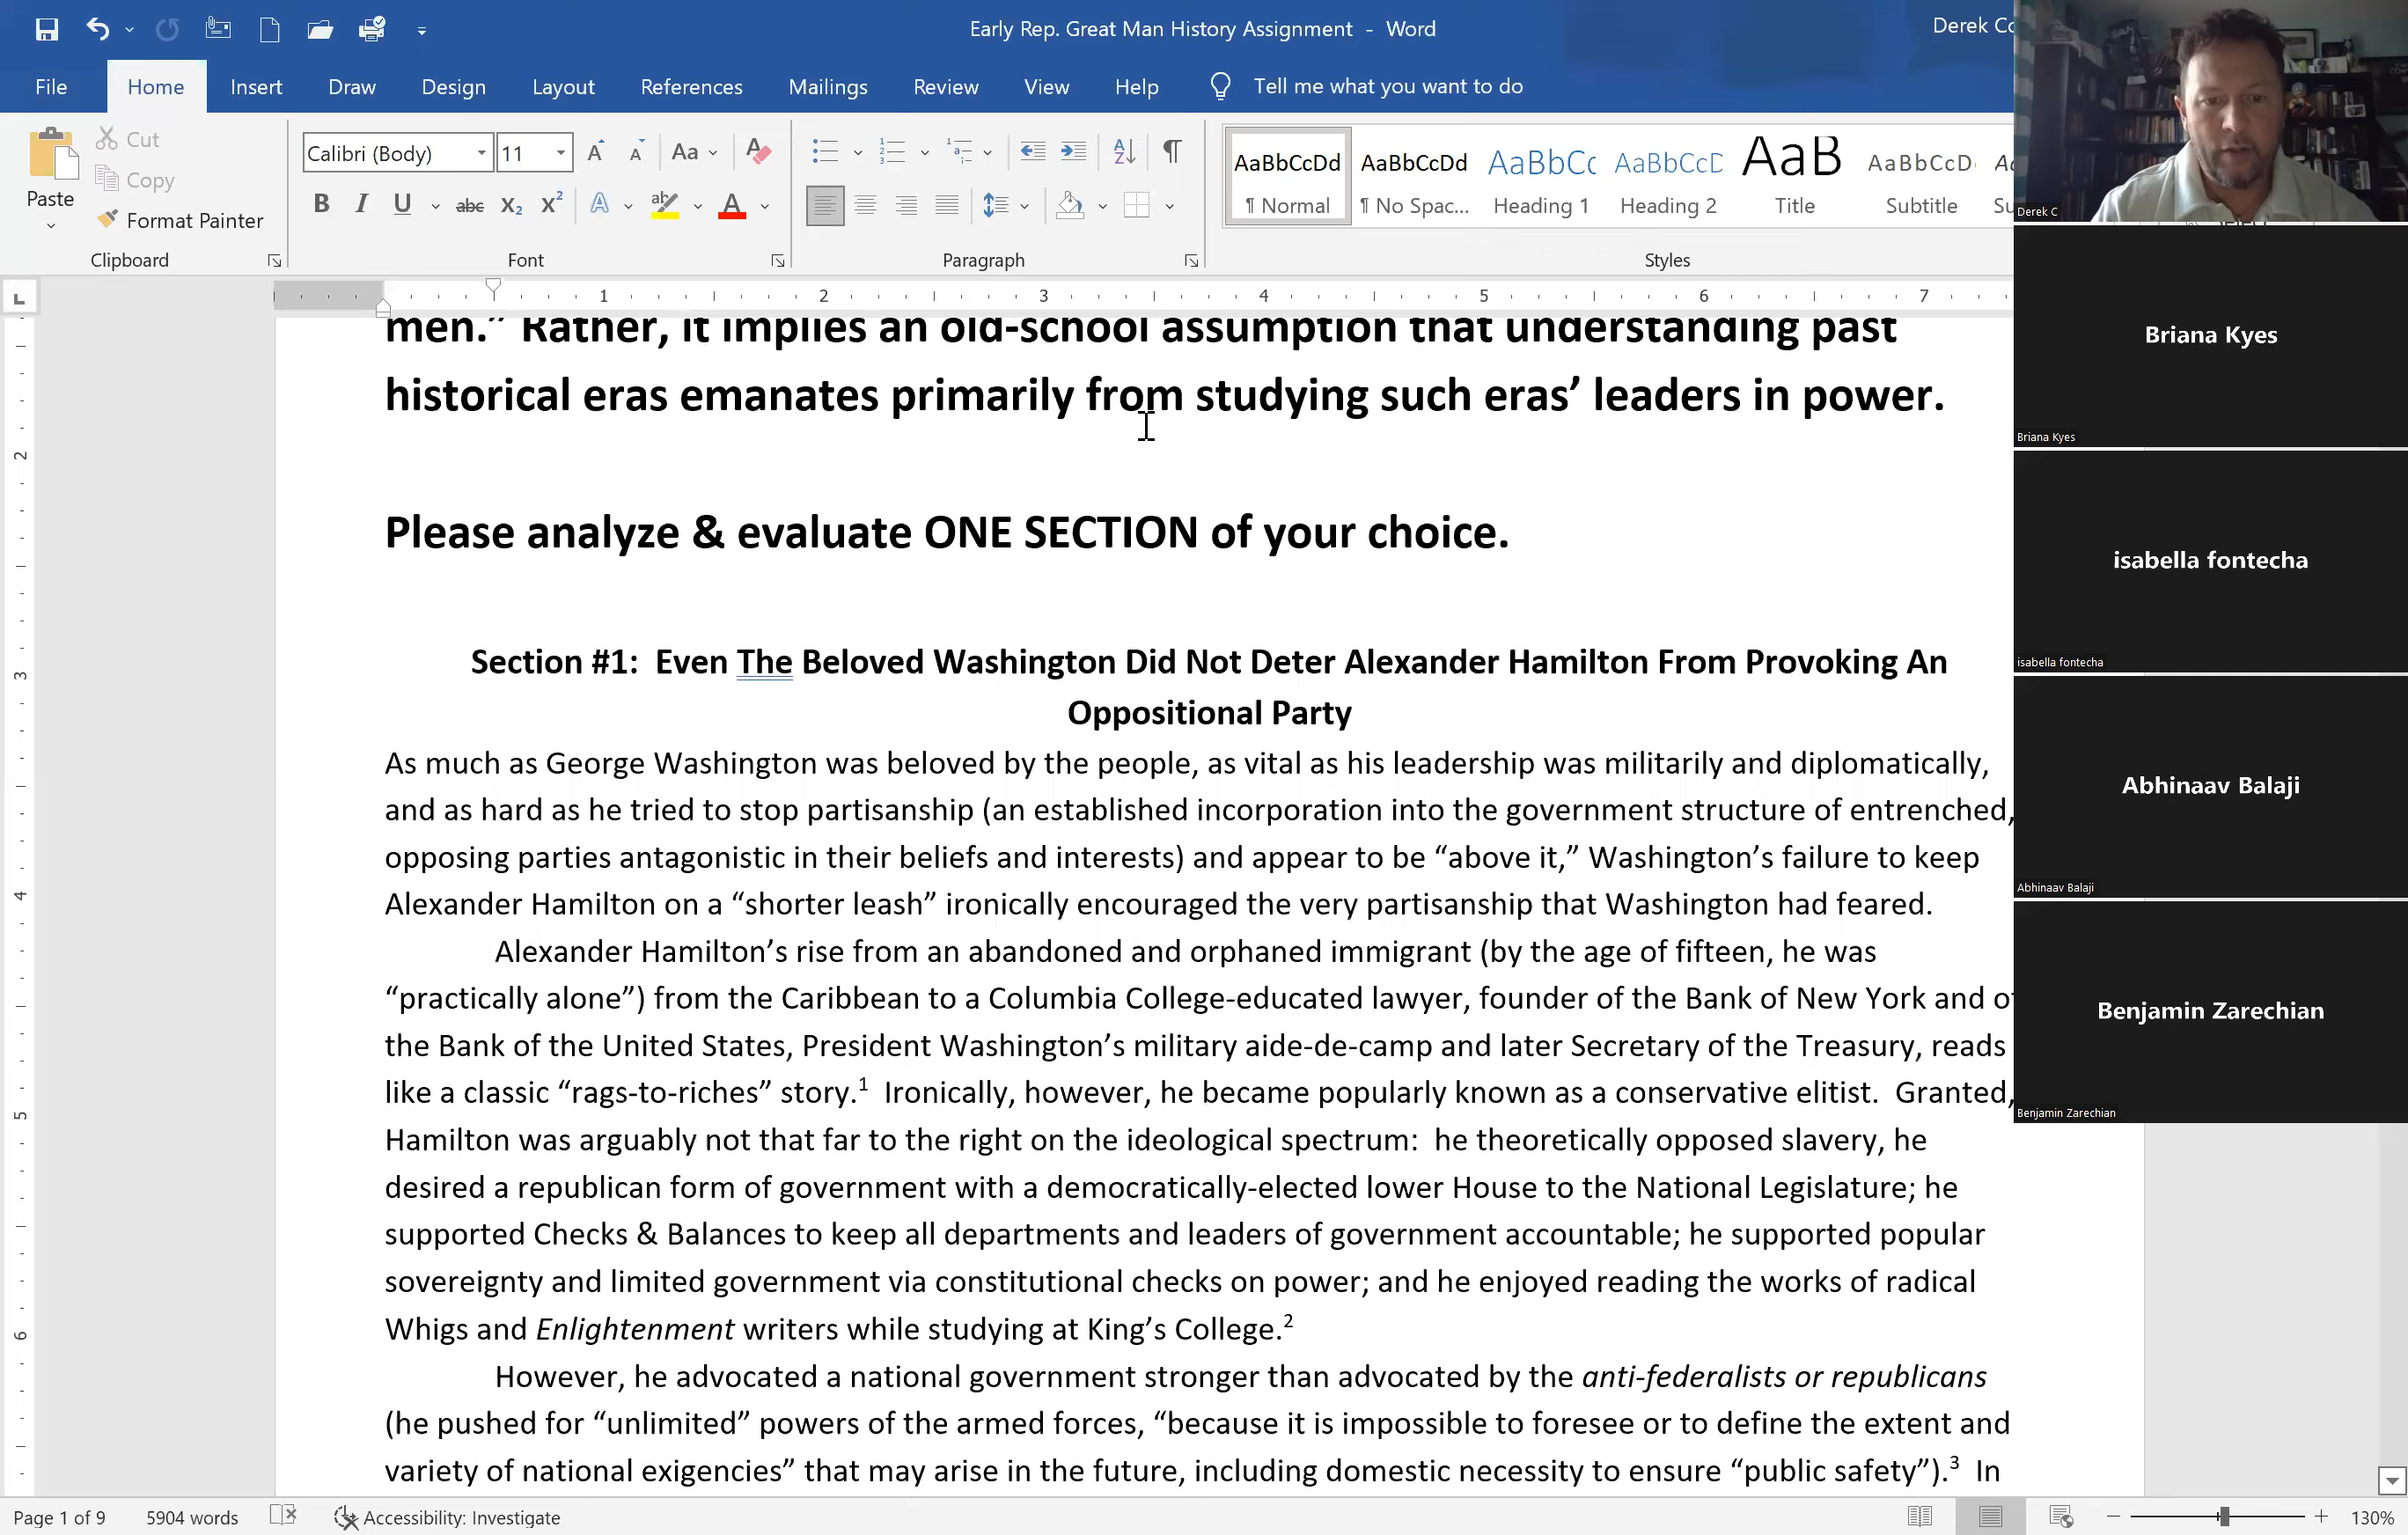 Early Rep. Great Man History Assignment - Word
Derek
File Home Insert Draw Design Layout References Mailings Review View Help Tell me what you want to do
Paste
Cut
Copy
Format Painter
Clipboard
Calibri (Body) 11
Font
Paragraph
AaBbCcDd AaBbCcDd AaBbCc AaBbCcD AaB AaBbCcD
¶ Normal ¶ No Spac... Heading 1 Heading 2 Title Subtitle
Styles
1 2 3 4 5 6 7
2
3
4
5
6
men.” Rather, it implies an old-school assumption that understanding past
historical eras emanates primarily from studying such eras’ leaders in power.
Please analyze & evaluate ONE SECTION of your choice.
Section #1:  Even The Beloved Washington Did Not Deter Alexander Hamilton From Provoking An
Oppositional Party
As much as George Washington was beloved by the people, as vital as his leadership was militarily and diplomatically,
and as hard as he tried to stop partisanship (an established incorporation into the government structure of entrenched,
opposing parties antagonistic in their beliefs and interests) and appear to be “above it,” Washington’s failure to keep
Alexander Hamilton on a “shorter leash” ironically encouraged the very partisanship that Washington had feared.
Alexander Hamilton’s rise from an abandoned and orphaned immigrant (by the age of fifteen, he was
“practically alone”) from the Caribbean to a Columbia College-educated lawyer, founder of the Bank of New York and of
the Bank of the United States, President Washington’s military aide-de-camp and later Secretary of the Treasury, reads
like a classic “rags-to-riches” story.1  Ironically, however, he became popularly known as a conservative elitist.  Granted,
Hamilton was arguably not that far to the right on the ideological spectrum:  he theoretically opposed slavery, he
desired a republican form of government with a democratically-elected lower House to the National Legislature; he
supported Checks & Balances to keep all departments and leaders of government accountable; he supported popular
sovereignty and limited government via constitutional checks on power; and he enjoyed reading the works of radical
Whigs and Enlightenment writers while studying at King’s College.2
However, he advocated a national government stronger than advocated by the anti-federalists or republicans
(he pushed for “unlimited” powers of the armed forces, “because it is impossible to foresee or to define the extent and
variety of national exigencies” that may arise in the future, including domestic necessity to ensure “public safety”).3  In
Derek C
Briana Kyes
Briana Kyes
isabella fontecha
isabella fontecha
Abhinaav Balaji
Abhinaav Balaji
Benjamin Zarechian
Benjamin Zarechian
Page 1 of 9 5904 words Accessibility: Investigate 130%